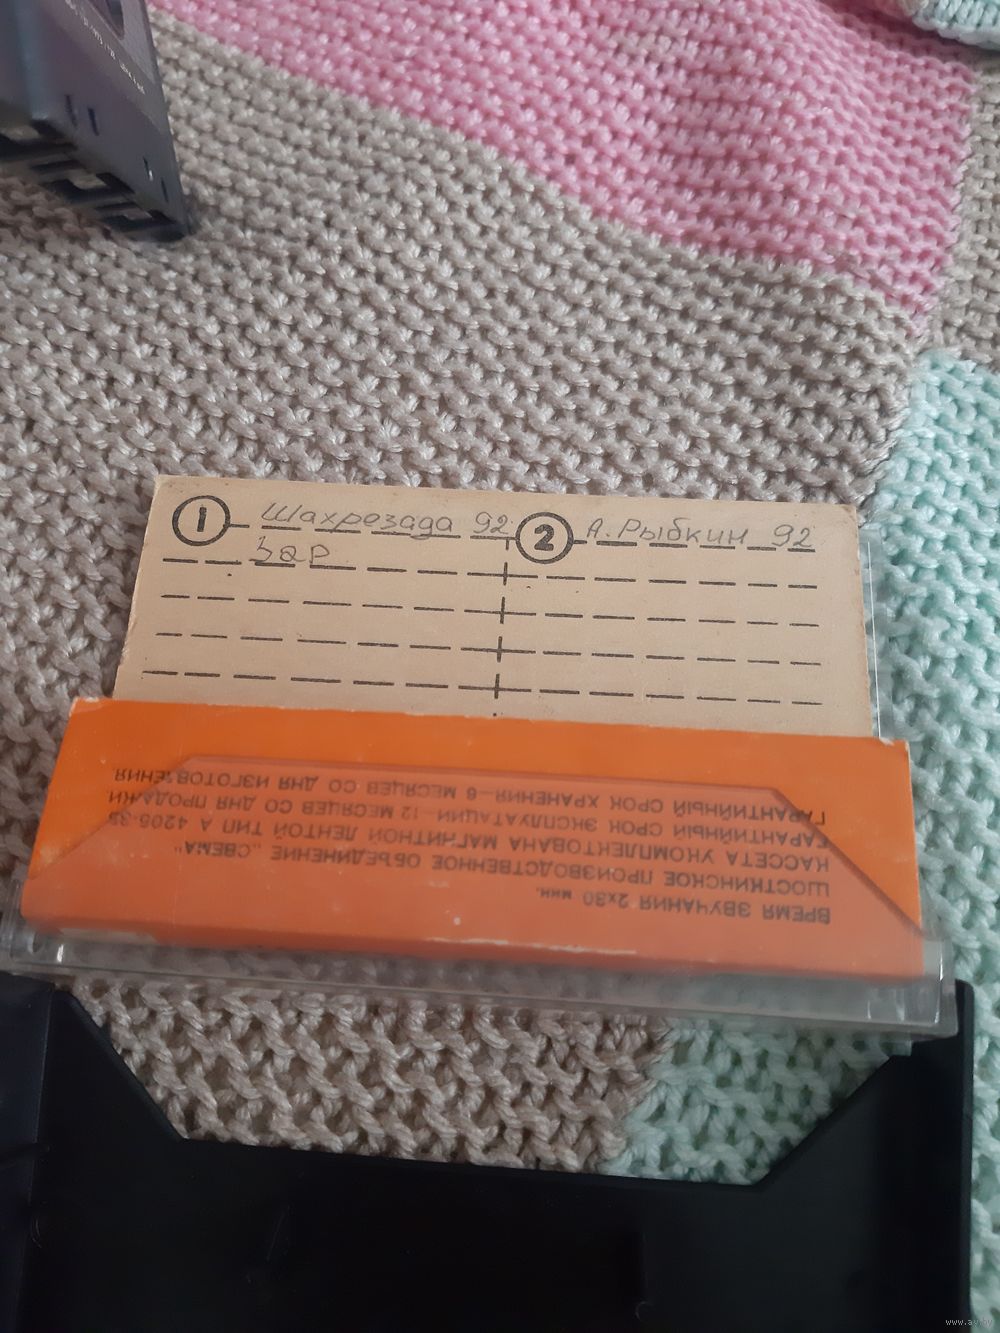 1 Шахрезада 92
Зар
2 А. Рыбкин 92
ВРЕМЯ ЗВУЧАНИЯ 2х30 мин.
ШОСТКИНСКОЕ ПРОИЗВОДСТВЕННОЕ ОБЪЕДИНЕНИЕ „СВЕМА"
КАССЕТА УКОМПЛЕКТОВАНА МАГНИТНОЙ ЛЕНТОЙ ТИП А 4205-3Б
ГАРАНТИЙНЫЙ СРОК ЭКСПЛУАТАЦИИ—12 МЕСЯЦЕВ СО ДНЯ ПРОДАЖИ
ГАРАНТИЙНЫЙ СРОК ХРАНЕНИЯ—6 МЕСЯЦЕВ СО ДНЯ ИЗГОТОВЛЕНИЯ